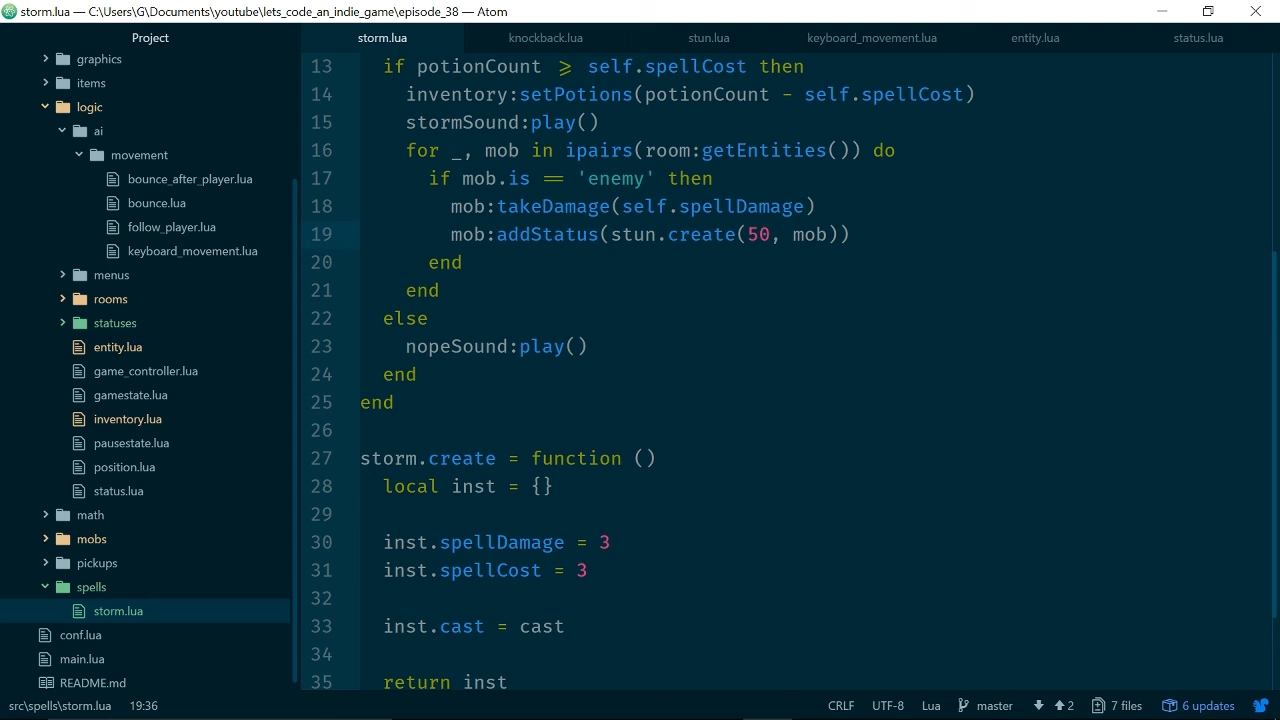 storm.lua — C:\Users\G\Documents\youtube\lets_code_an_indie_game\episode_38 — Atom
Project
storm.lua
knockback.lua
stun.lua
keyboard_movement.lua
entity.lua
status.lua
graphics
items
logic
ai
movement
bounce_after_player.lua
bounce.lua
follow_player.lua
keyboard_movement.lua
menus
rooms
statuses
entity.lua
game_controller.lua
gamestate.lua
inventory.lua
pausestate.lua
position.lua
status.lua
math
mobs
pickups
spells
storm.lua
conf.lua
main.lua
README.md
13 if potionCount ⩾ self.spellCost then
14 inventory:setPotions(potionCount - self.spellCost)
15 stormSound:play()
16 for _, mob in ipairs(room:getEntities()) do
17 if mob.is == 'enemy' then
18 mob:takeDamage(self.spellDamage)
19 mob:addStatus(stun.create(50, mob))
20 end
21 end
22 else
23 nopeSound:play()
24 end
25 end
26
27 storm.create = function ()
28 local inst = {}
29
30 inst.spellDamage = 3
31 inst.spellCost = 3
32
33 inst.cast = cast
34
35 return inst
src\spells\storm.lua 19:36 CRLF UTF-8 Lua master 2 7 files 6 updates